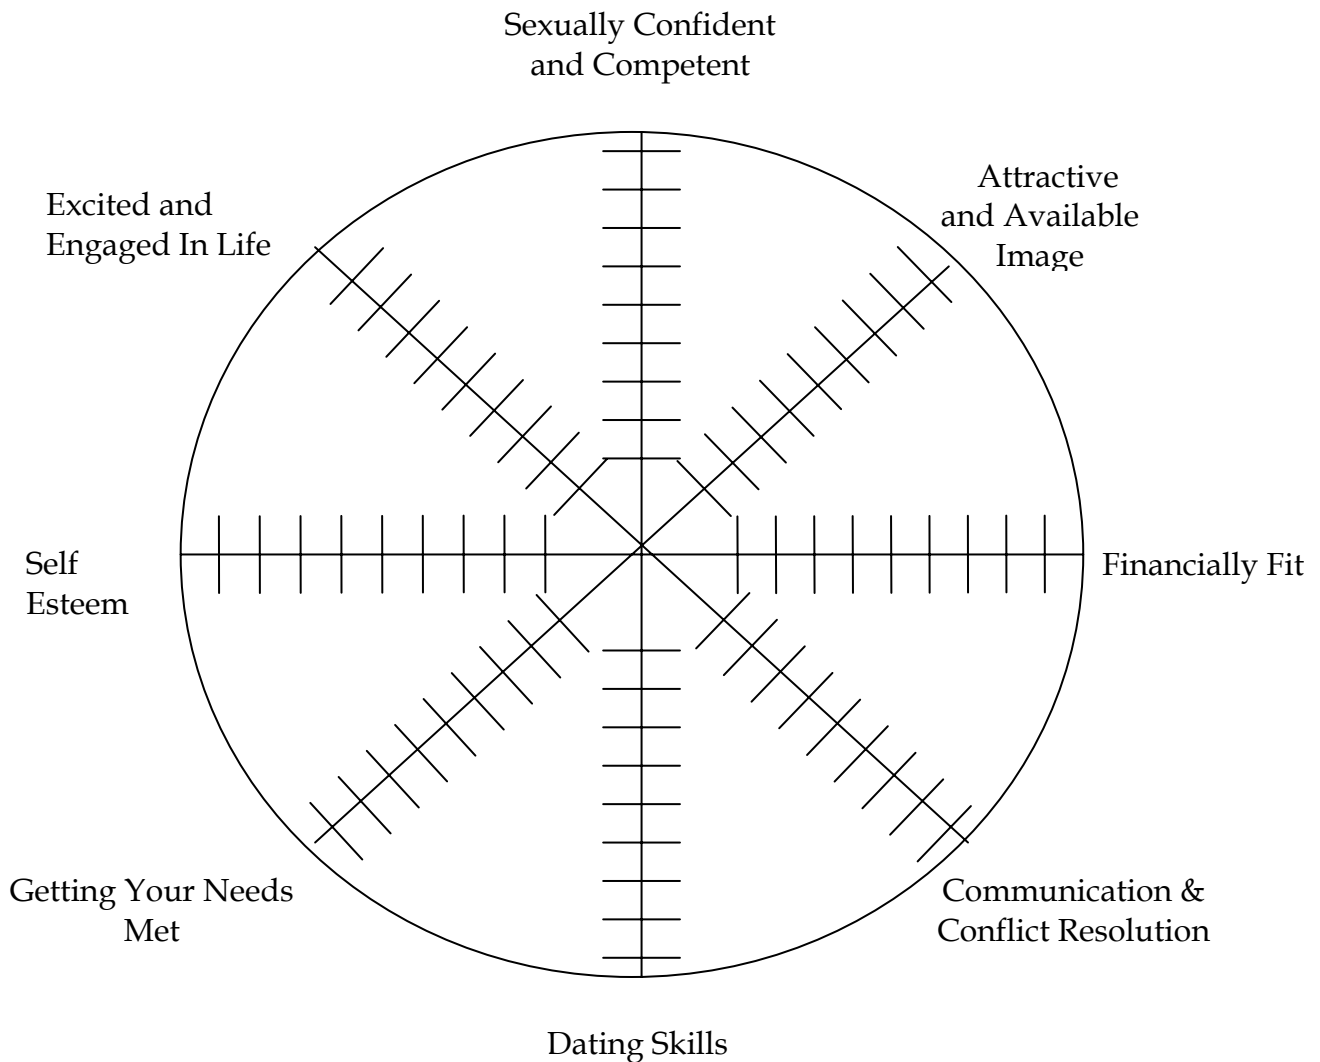 Sexually Confident
and Competent
Attractive
and Available
Image
Excited and
Engaged In Life
Self
Esteem
Financially Fit
Getting Your Needs
Met
Communication &
Conflict Resolution
Dating Skills